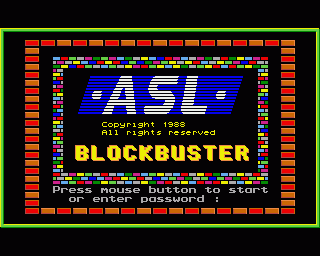 ASL
Copyright 1988
All rights reserved
BLOCKBUSTER
Press mouse button to start
or enter password :